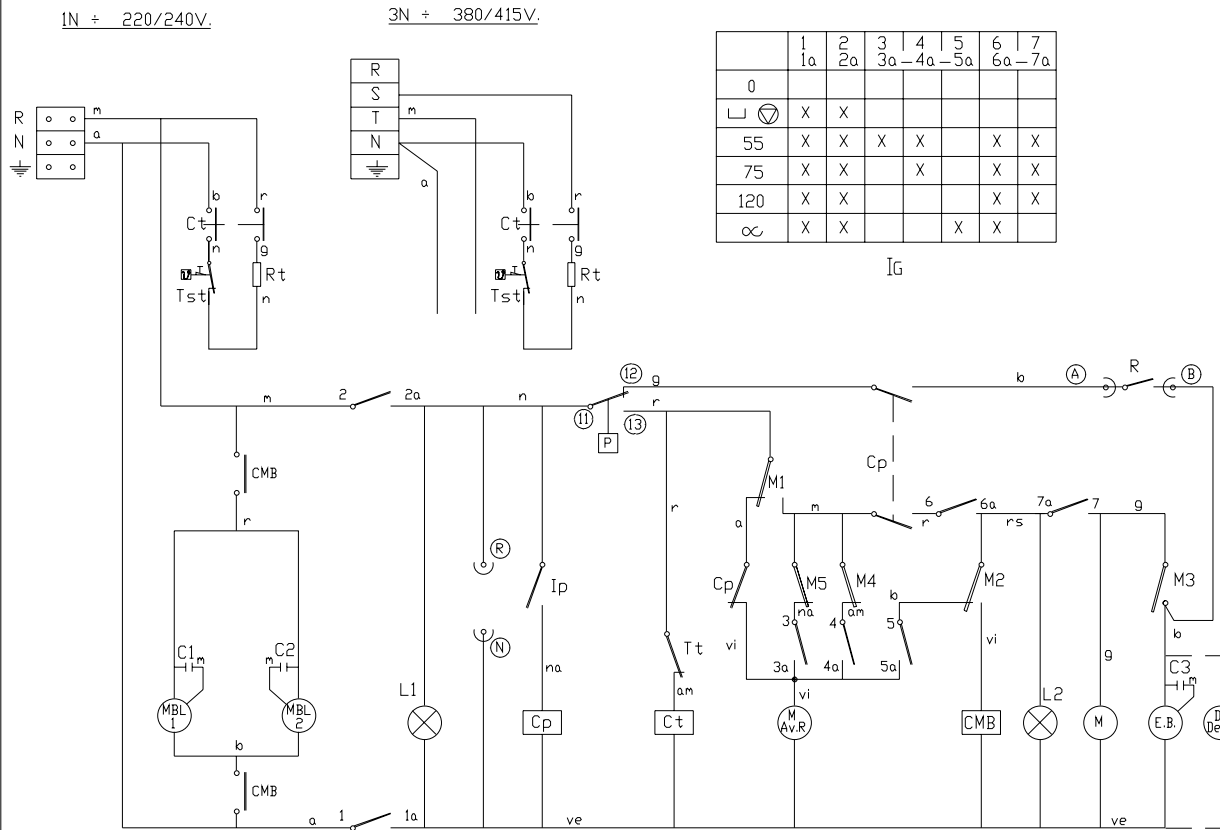 1N ÷ 220/240V.
3N ÷ 380/415V.
1 2 3 4 5 6 7
1a 2a 3a - 4a - 5a 6a - 7a
0
X X
55 X X X X X X
75 X X X X X
120 X X X X
∝ X X X X
IG
R
S
T
N
m
a
R
N
m
a
b r
Ct
n g
Tst
Rt
n
b r
Ct
n g
Tst
Rt
n
m 2 2a n
11
12
13
P
g
r
b
A
R
B
CMB
r
Cp
M1
a
m
r
6 6a
rs
7a 7
g
r
R
N
Ip
na
Cp
M5
M4
M2
M3
na
am
b
3
4
5
3a
4a
5a
vi
vi
vi
b
Tt
am
g
C1
m
C2
m
C3
m
MBL
1
MBL
2
L1
Cp
Ct
M
Av.R
CMB
L2
M
E.B.
D
De
b
CMB
a 1 1a ve ve